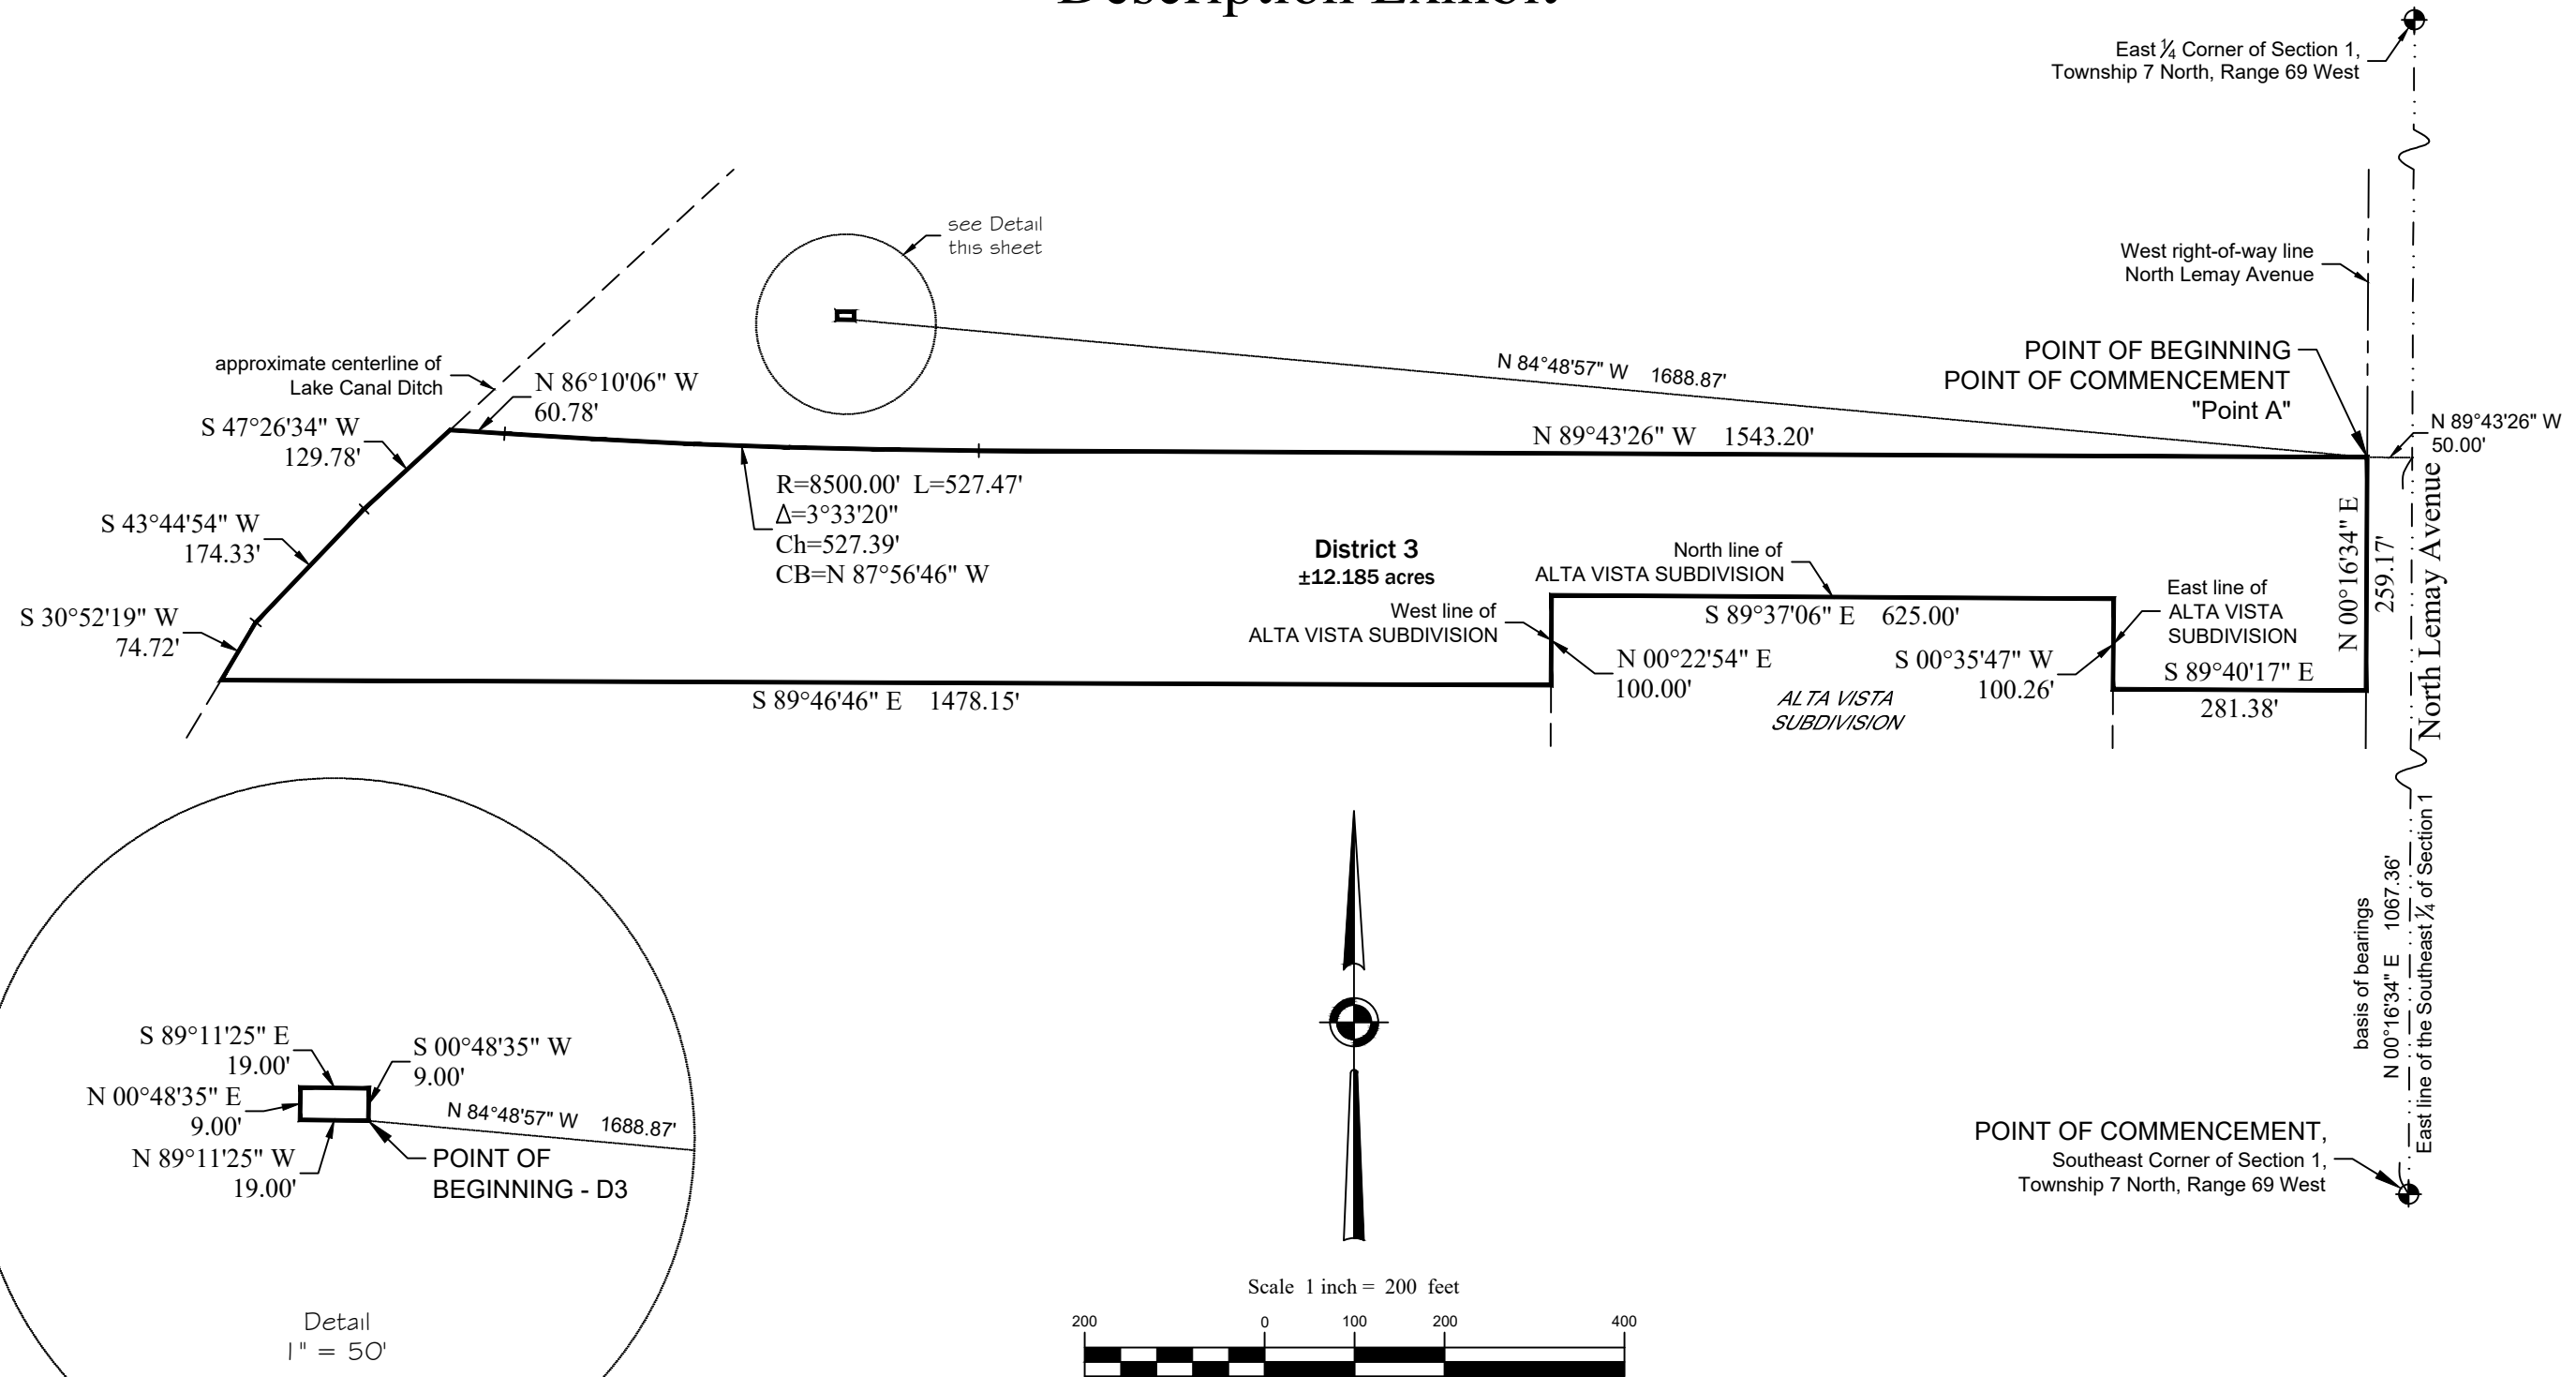 Description Exhibit
East 1/4 Corner of Section 1,
Township 7 North, Range 69 West
see Detail
this sheet
West right-of-way line
North Lemay Avenue
approximate centerline of
Lake Canal Ditch
N 86°10'06" W
60.78'
N 84°48'57" W 1688.87'
POINT OF BEGINNING
POINT OF COMMENCEMENT
"Point A"
N 89°43'26" W
50.00'
S 47°26'34" W
129.78'
N 89°43'26" W 1543.20'
R=8500.00' L=527.47'
Δ=3°33'20"
Ch=527.39'
CB=N 87°56'46" W
S 43°44'54" W
174.33'
District 3
±12.185 acres
North line of
ALTA VISTA SUBDIVISION
N 00°16'34" E
259.17'
North Lemay Avenue
S 30°52'19" W
74.72'
West line of
ALTA VISTA SUBDIVISION
S 89°37'06" E 625.00'
East line of
ALTA VISTA
SUBDIVISION
N 00°22'54" E
100.00'
S 00°35'47" W
100.26'
S 89°40'17" E
281.38'
S 89°46'46" E 1478.15'
ALTA VISTA
SUBDIVISION
basis of bearings
N 00°16'34" E 1067.36'
East line of the Southeast 1/4 of Section 1
S 89°11'25" E
19.00'
S 00°48'35" W
9.00'
N 00°48'35" E
9.00'
N 84°48'57" W 1688.87'
N 89°11'25" W
19.00'
POINT OF
BEGINNING - D3
POINT OF COMMENCEMENT,
Southeast Corner of Section 1,
Township 7 North, Range 69 West
Detail
1" = 50'
Scale 1 inch = 200 feet
200 0 100 200 400